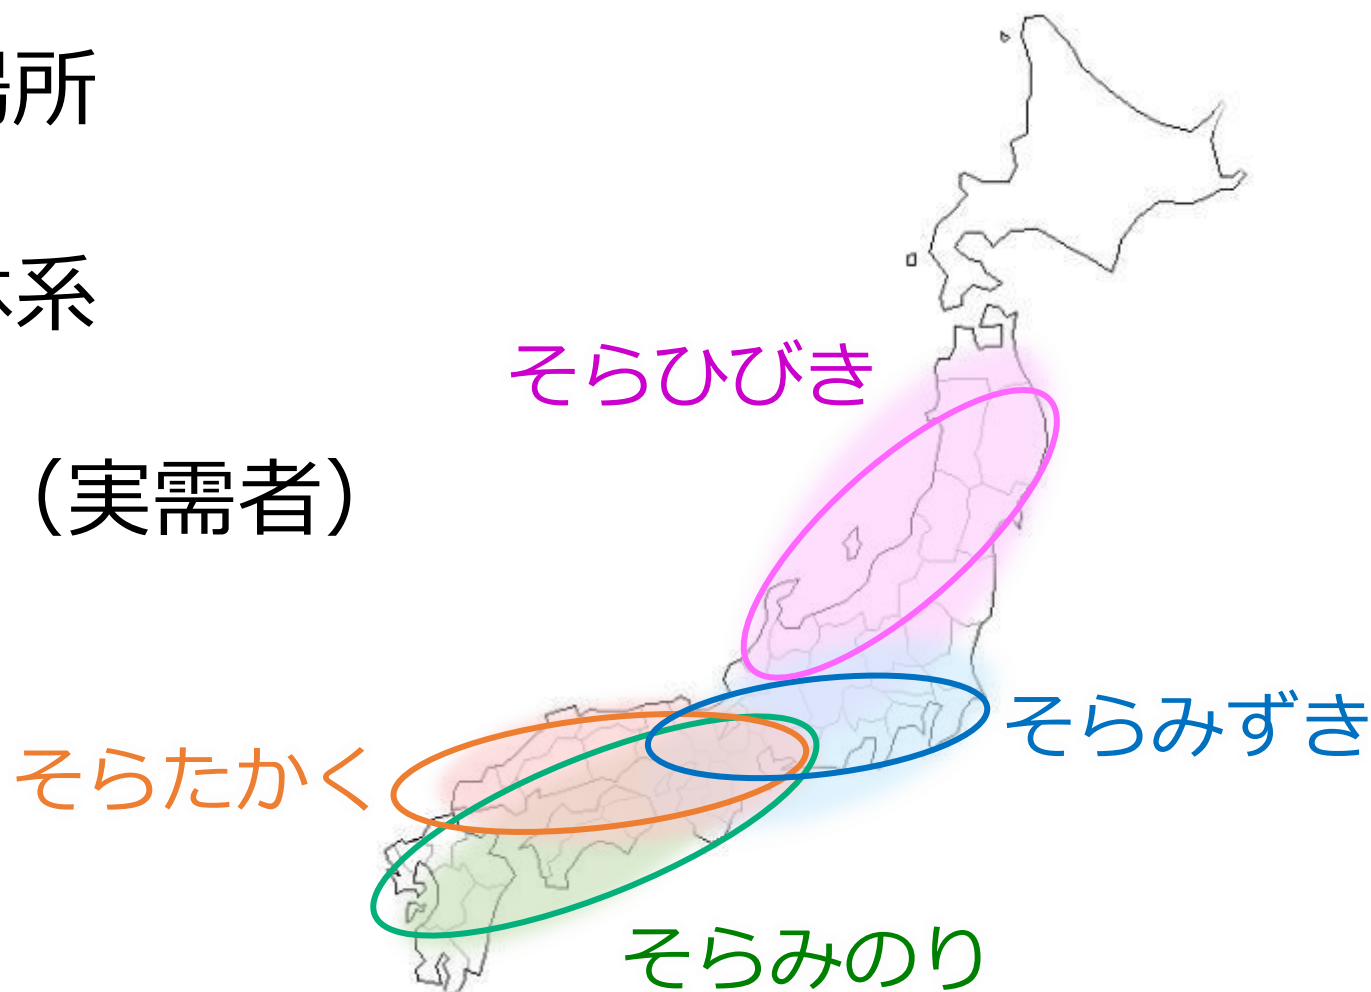 場所
体系
（実需者）
そらひびき
そらみずき
そらたかく
そらみのり